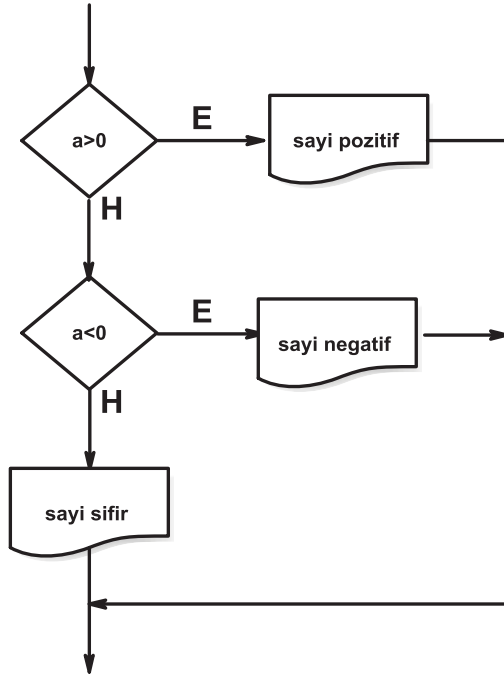 a>0
E
sayi pozitif
H
a<0
E
sayi negatif
H
sayi sifir